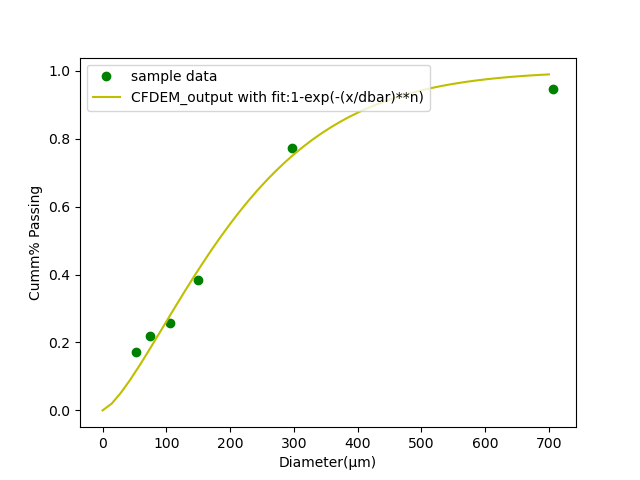 sample data
CFDEM_output with fit:1-exp(-(x/dbar)**n)
1.0
0.8
0.6
0.4
0.2
0.0
Cumm% Passing
0 100 200 300 400 500 600 700
Diameter(μm)